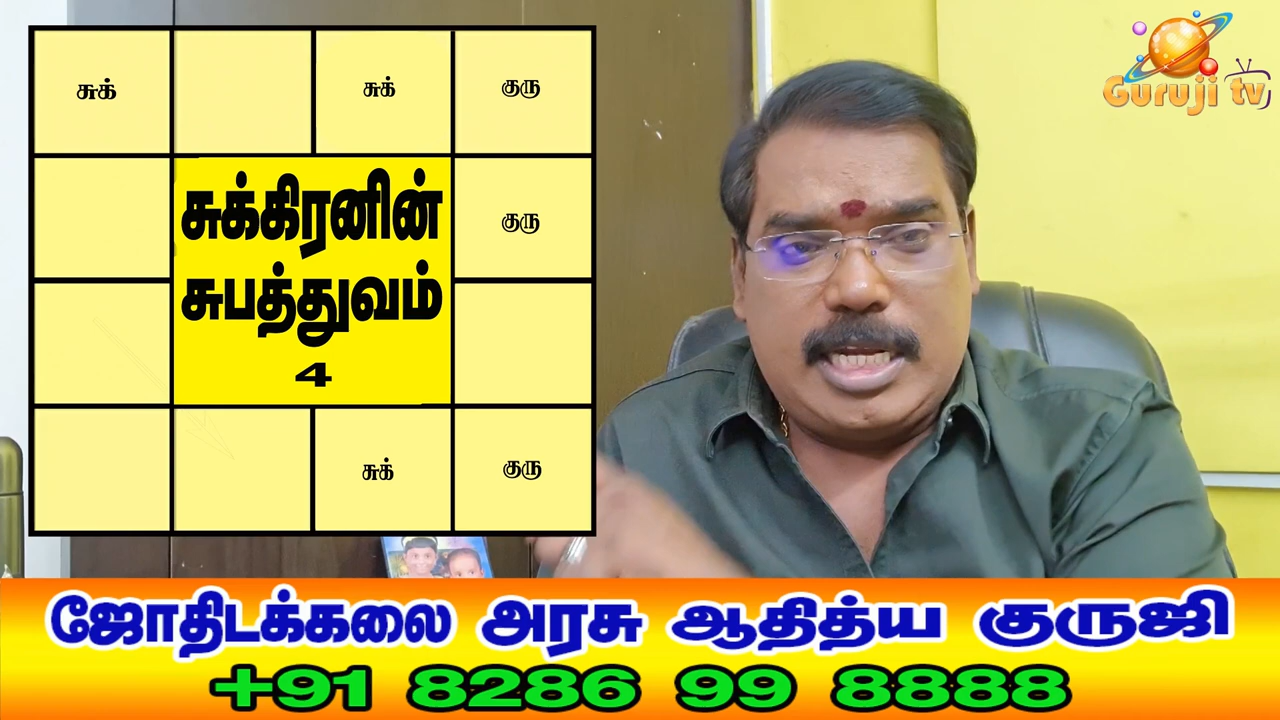 சுக்
சுக்
குரு
Guruji tv
குரு
சுக்கிரனின்
சுபத்துவம்
4
சுக்
குரு
ஜோதிடக்கலை அரசு ஆதித்ய குருஜி
+91 8286 99 8888